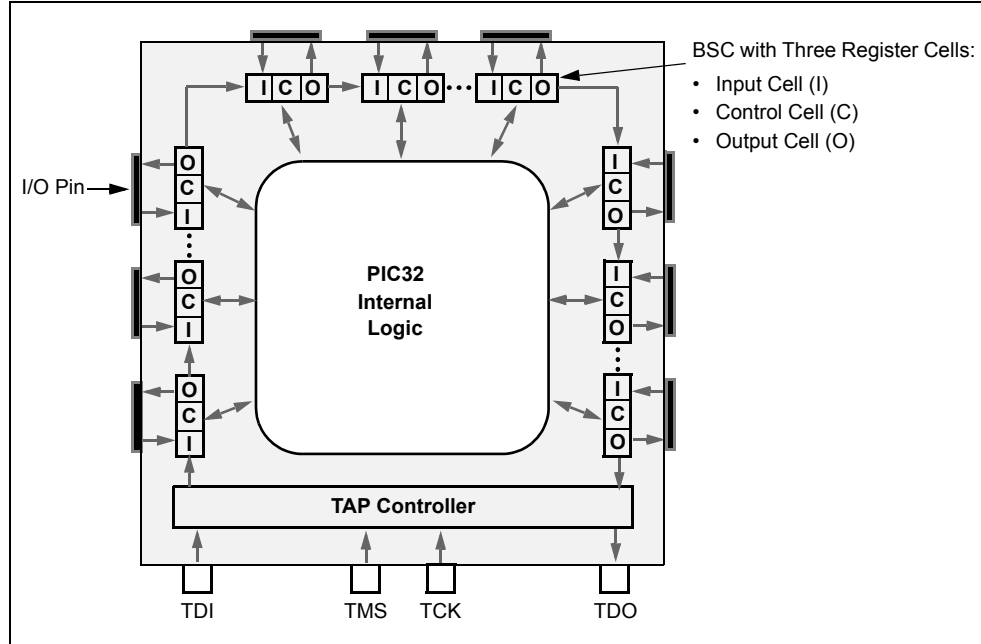 BSC with Three Register Cells:
• Input Cell (I)
• Control Cell (C)
• Output Cell (O)
I C O I C O I C O
I/O Pin
O
C
I
O
C
I
O
C
I
PIC32
Internal
Logic
I
C
O
I
C
O
I
C
O
TAP Controller
TDI TMS TCK TDO